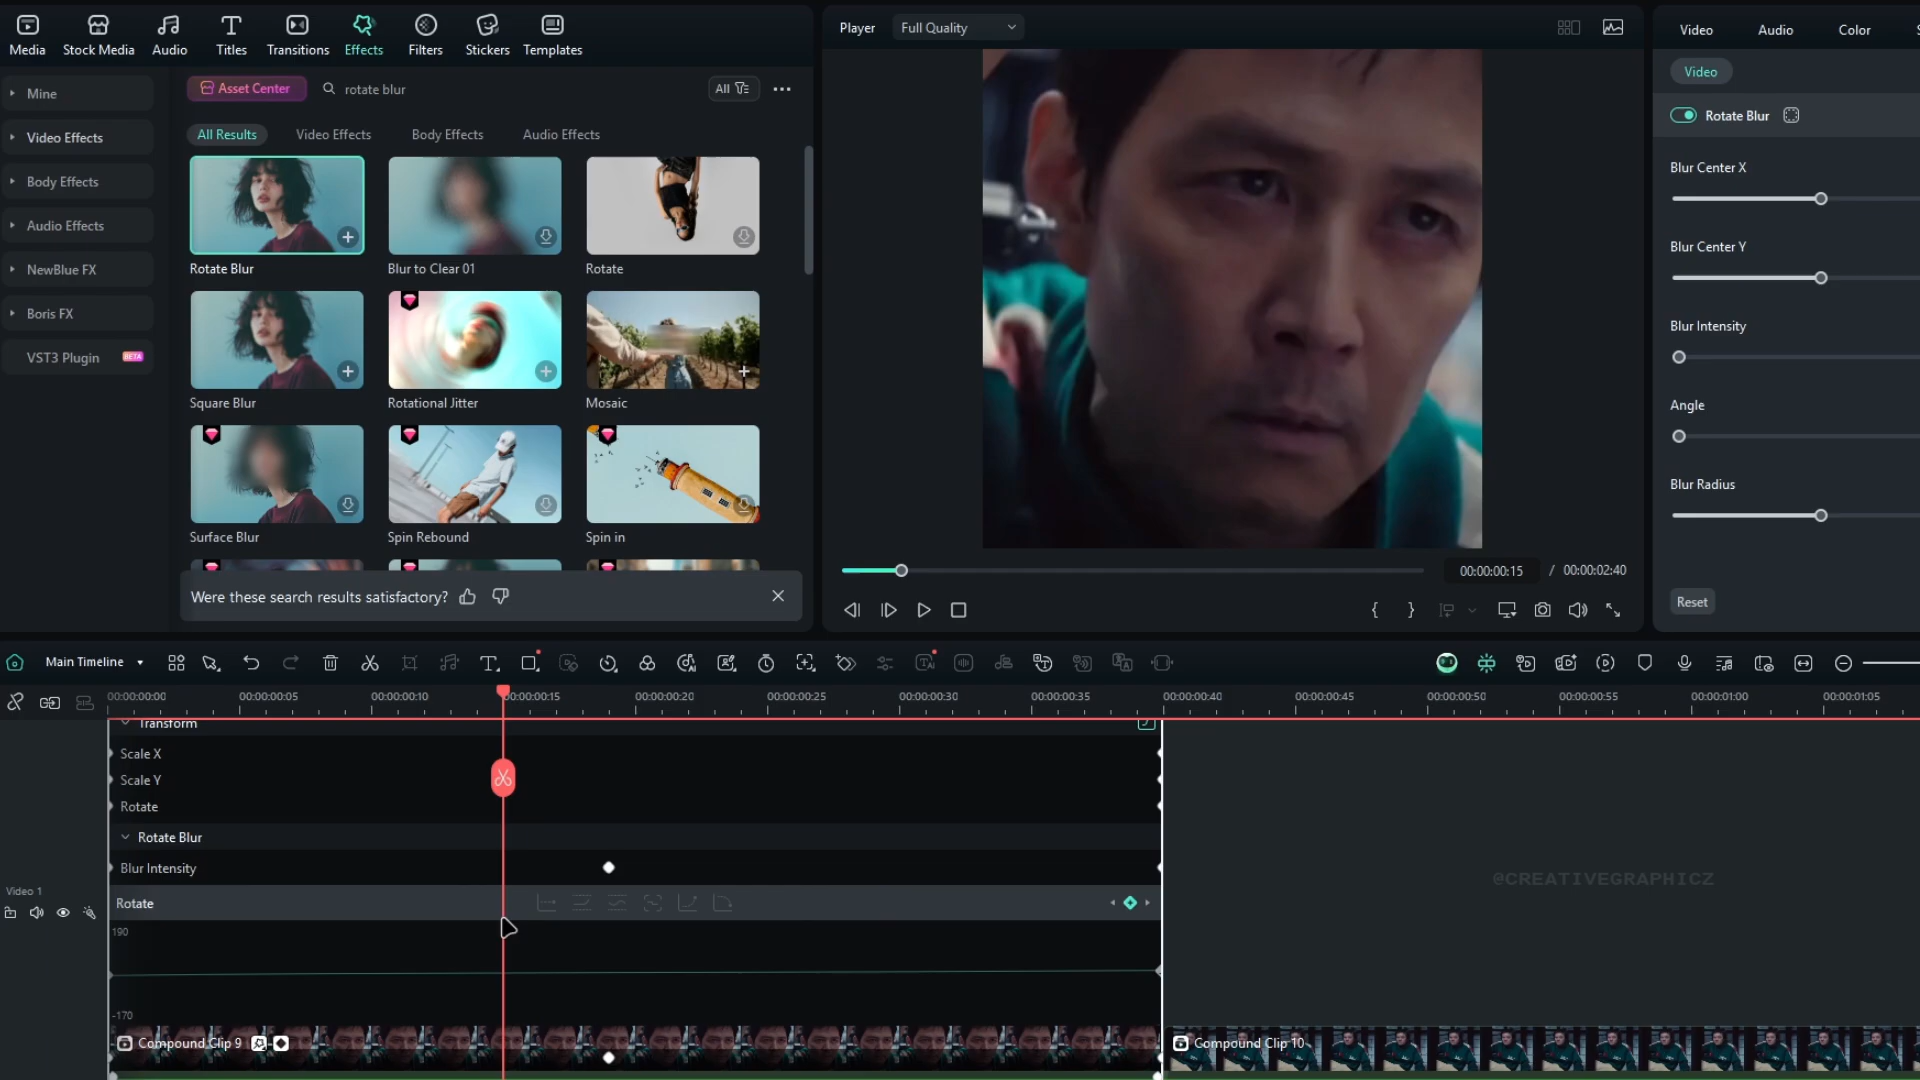 Media
Stock Media
Audio
Titles
Transitions
Effects
Filters
Stickers
Templates
Player
Full Quality
Video
Audio
Color
Mine
Video Effects
Body Effects
Audio Effects
NewBlue FX
Boris FX
VST3 Plugin BETA
Asset Center
rotate blur
All
All Results
Video Effects
Body Effects
Audio Effects
Rotate Blur
Blur to Clear 01
Rotate
Square Blur
Rotational Jitter
Mosaic
Surface Blur
Spin Rebound
Spin in
Were these search results satisfactory?
00:00:00:15 / 00:00:02:40
Video
Rotate Blur
Blur Center X
Blur Center Y
Blur Intensity
Angle
Blur Radius
Reset
Main Timeline
00:00:00:00
00:00:00:05
00:00:00:10
00:00:00:15
00:00:00:20
00:00:00:25
00:00:00:30
00:00:00:35
00:00:00:40
00:00:00:45
00:00:00:50
00:00:00:55
00:00:01:00
00:00:01:05
Transform
Scale X
Scale Y
Rotate
Rotate Blur
Blur Intensity
Video 1
Rotate
190
-170
@CREATIVEGRAPHICZ
Compound Clip 9
Compound Clip 10